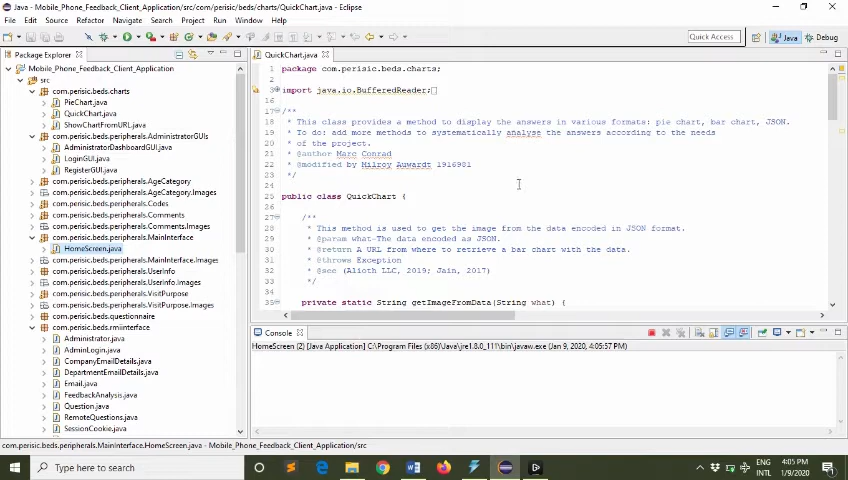 Java - Mobile_Phone_Feedback_Client_Application/src/com/perisic/beds/charts/QuickChart.java - Eclipse
File Edit Source Refactor Navigate Search Project Run Window Help
Quick Access
Java
Debug
Package Explorer
Mobile_Phone_Feedback_Client_Application
src
com.perisic.beds.charts
PieChart.java
QuickChart.java
ShowChartFromURL.java
com.perisic.beds.peripherals.AdministratorGUIs
AdministratorDashboardGUI.java
LoginGUI.java
RegisterGUI.java
com.perisic.beds.peripherals.AgeCategory
com.perisic.beds.peripherals.AgeCategory.Images
com.perisic.beds.peripherals.Codes
com.perisic.beds.peripherals.Comments
com.perisic.beds.peripherals.Comments.Images
com.perisic.beds.peripherals.MainInterface
HomeScreen.java
com.perisic.beds.peripherals.MainInterface.Images
com.perisic.beds.peripherals.UserInfo
com.perisic.beds.peripherals.UserInfo.Images
com.perisic.beds.peripherals.VisitPurpose
com.perisic.beds.peripherals.VisitPurpose.Images
com.perisic.beds.questionnaire
com.perisic.beds.rmiinterface
Administrator.java
AdminLogin.java
CompanyEmailDetails.java
DepartmentEmailDetails.java
Email.java
FeedbackAnalysis.java
Question.java
RemoteQuestions.java
SessionCookie.java
QuickChart.java
1 package com.perisic.beds.charts;
2
3 import java.io.BufferedReader;
16
17 /**
18 * This class provides a method to display the answers in various formats: pie chart, bar chart, JSON.
19 * To do: add more methods to systematically analyse the answers according to the needs
20 * of the project.
21 * @author Marc Conrad
22 * @modified by Milroy Auwardt 1916981
23 */
24
25 public class QuickChart {
26
27 /**
28 * This method is used to get the image from the data encoded in JSON format.
29 * @param what-The data encoded as JSON.
30 * @return A URL from where to retrieve a bar chart with the data.
31 * @throws Exception
32 * @see (Alioth LLC, 2019; Jain, 2017)
33 */
34
35 private static String getImageFromData(String what) {
Console
HomeScreen (2) [Java Application] C:\Program Files (x86)\Java\jre1.8.0_111\bin\javaw.exe (Jan 9, 2020, 4:05:57 PM)
com.perisic.beds.peripherals.MainInterface.HomeScreen.java - Mobile_Phone_Feedback_Client_Application/src
Type here to search
ENG
INTL
4:05 PM
1/9/2020